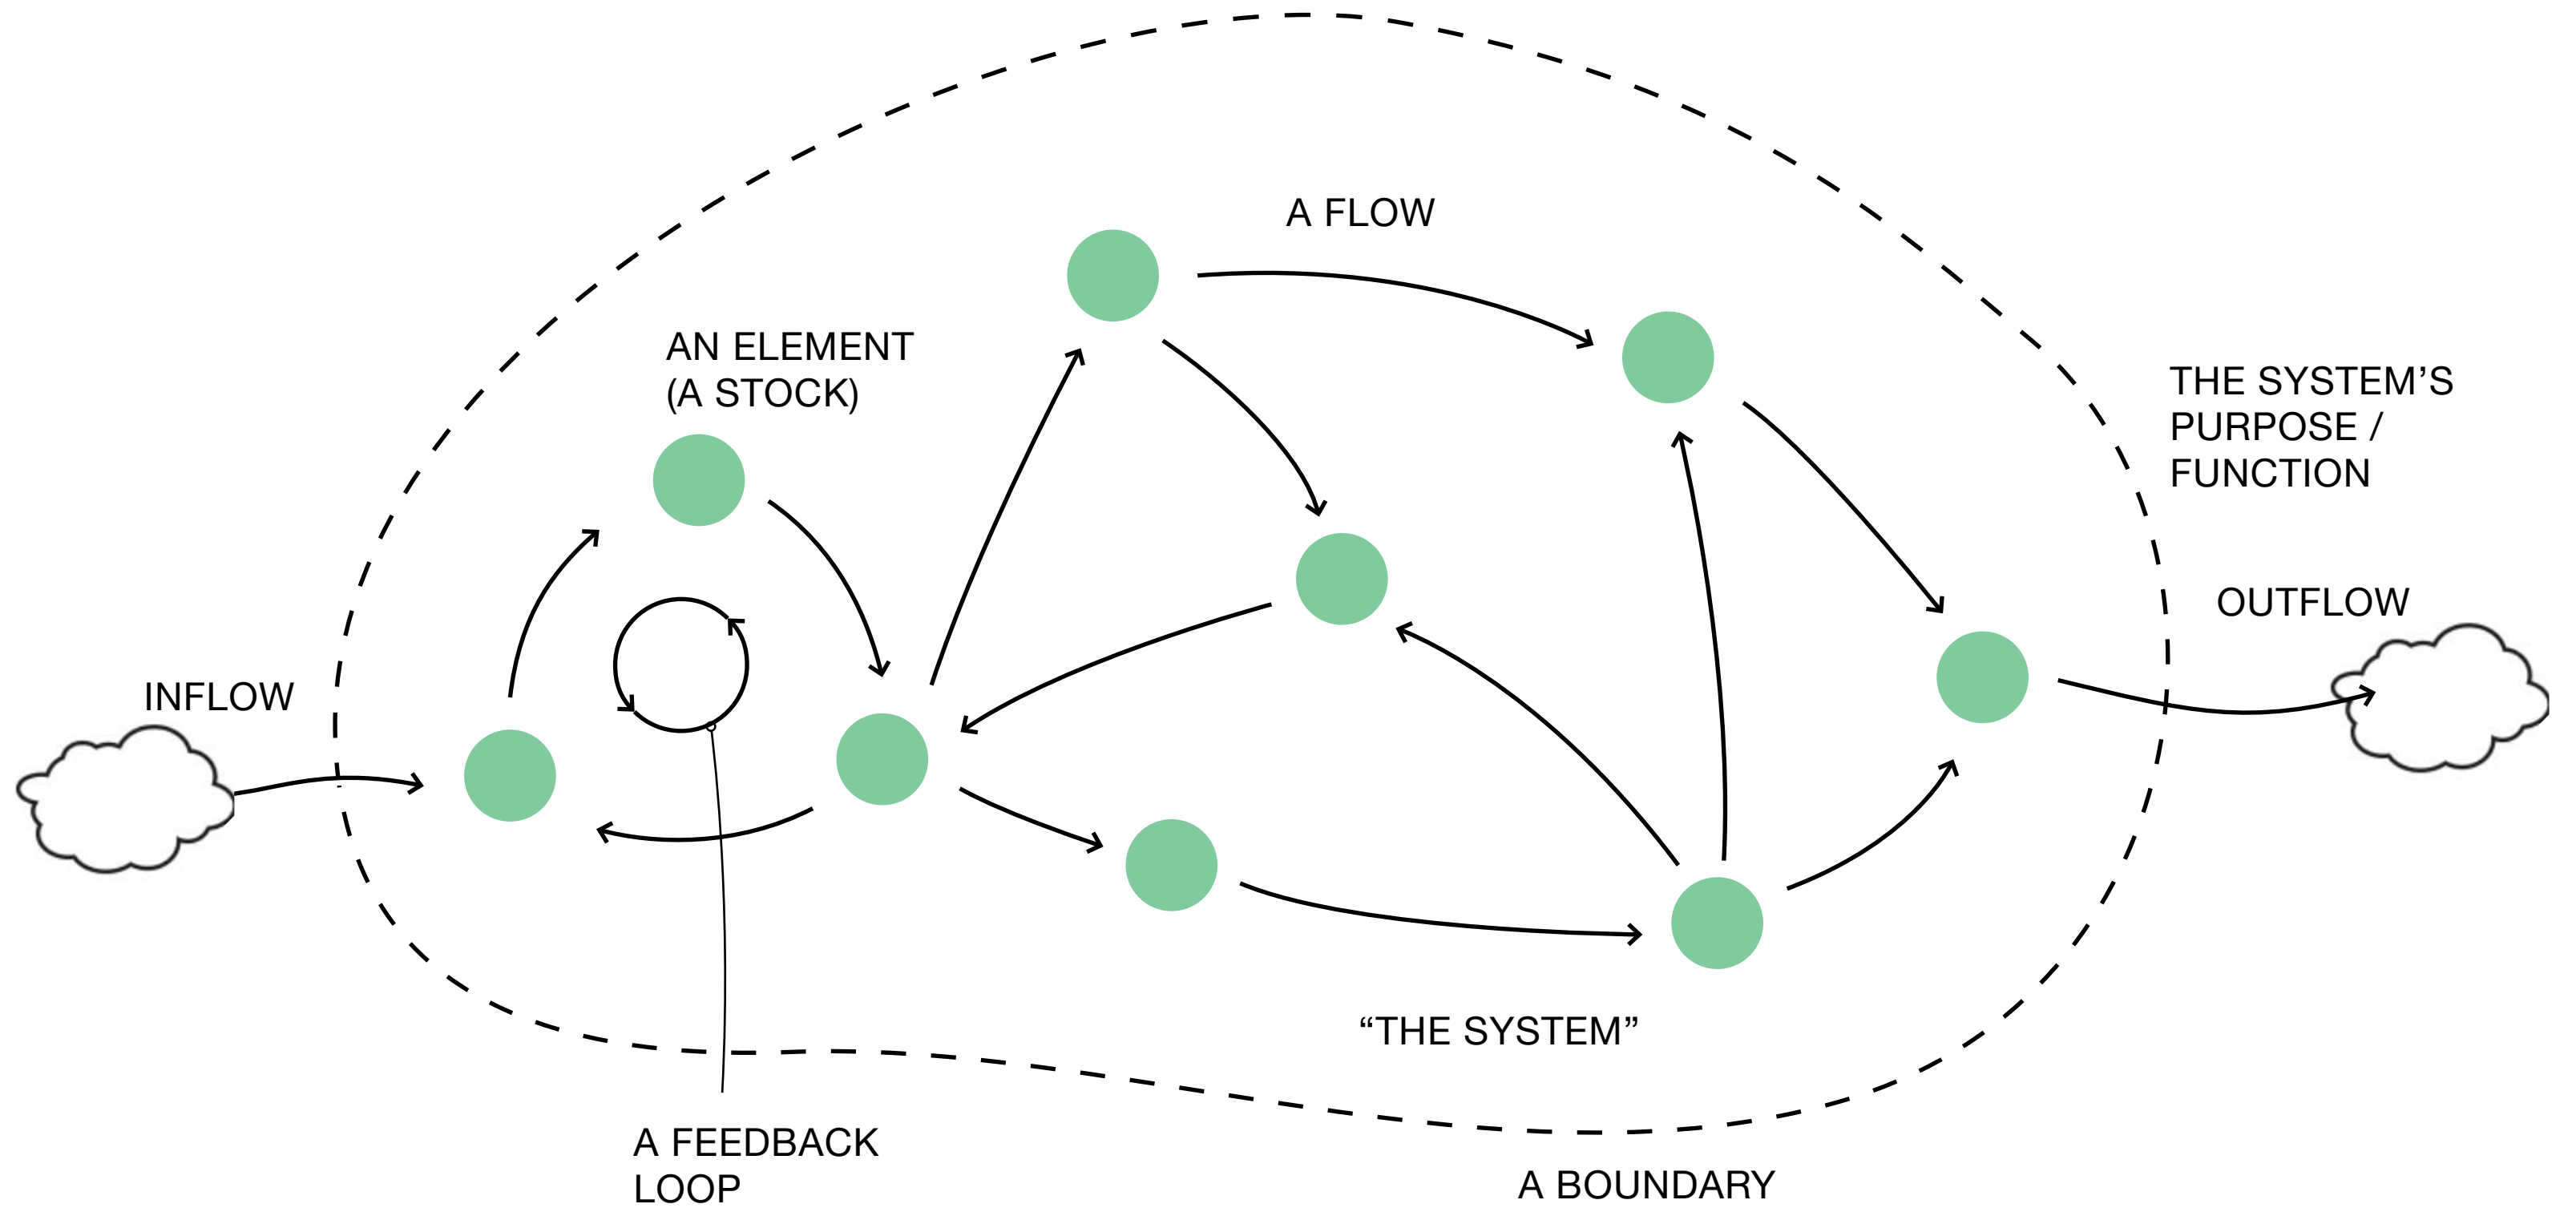 A FLOW
AN ELEMENT
(A STOCK)
THE SYSTEM’S
PURPOSE /
FUNCTION
OUTFLOW
INFLOW
“THE SYSTEM”
A FEEDBACK
LOOP
A BOUNDARY